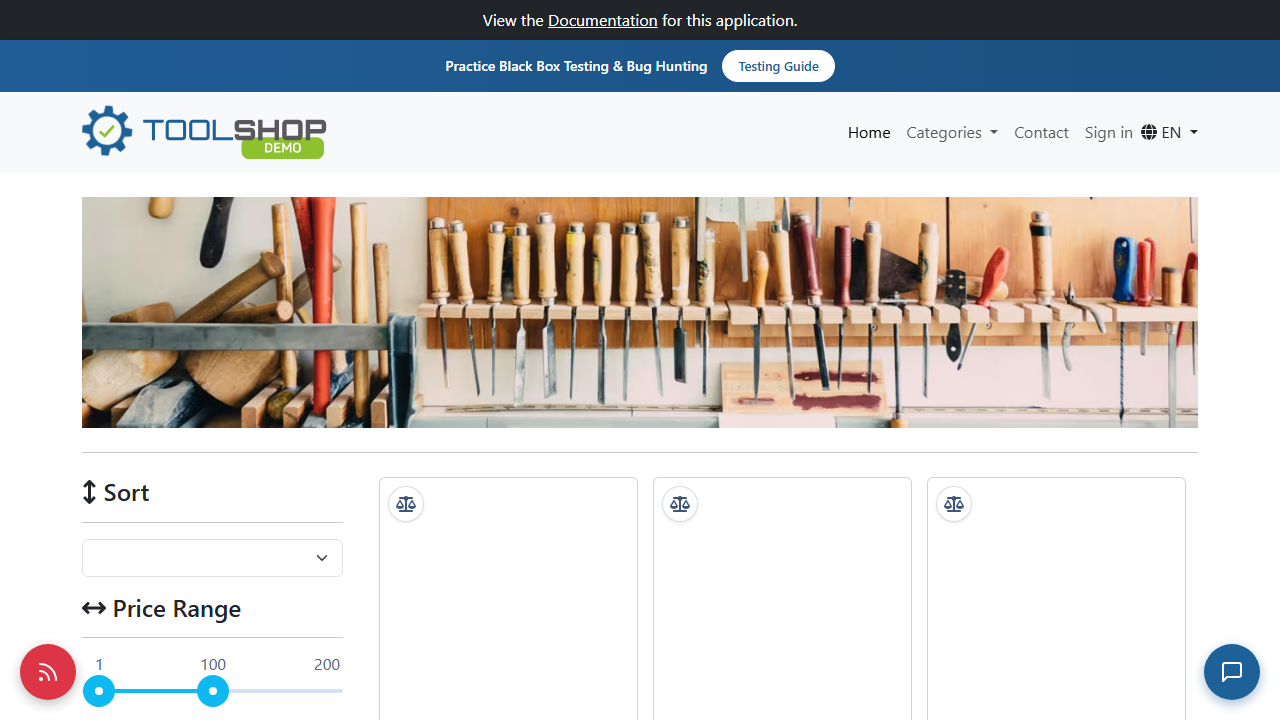 View the Documentation for this application.
Practice Black Box Testing & Bug Hunting Testing Guide
TOOLSHOP
DEMO
Home Categories Contact Sign in EN
Sort
Price Range
1 100 200